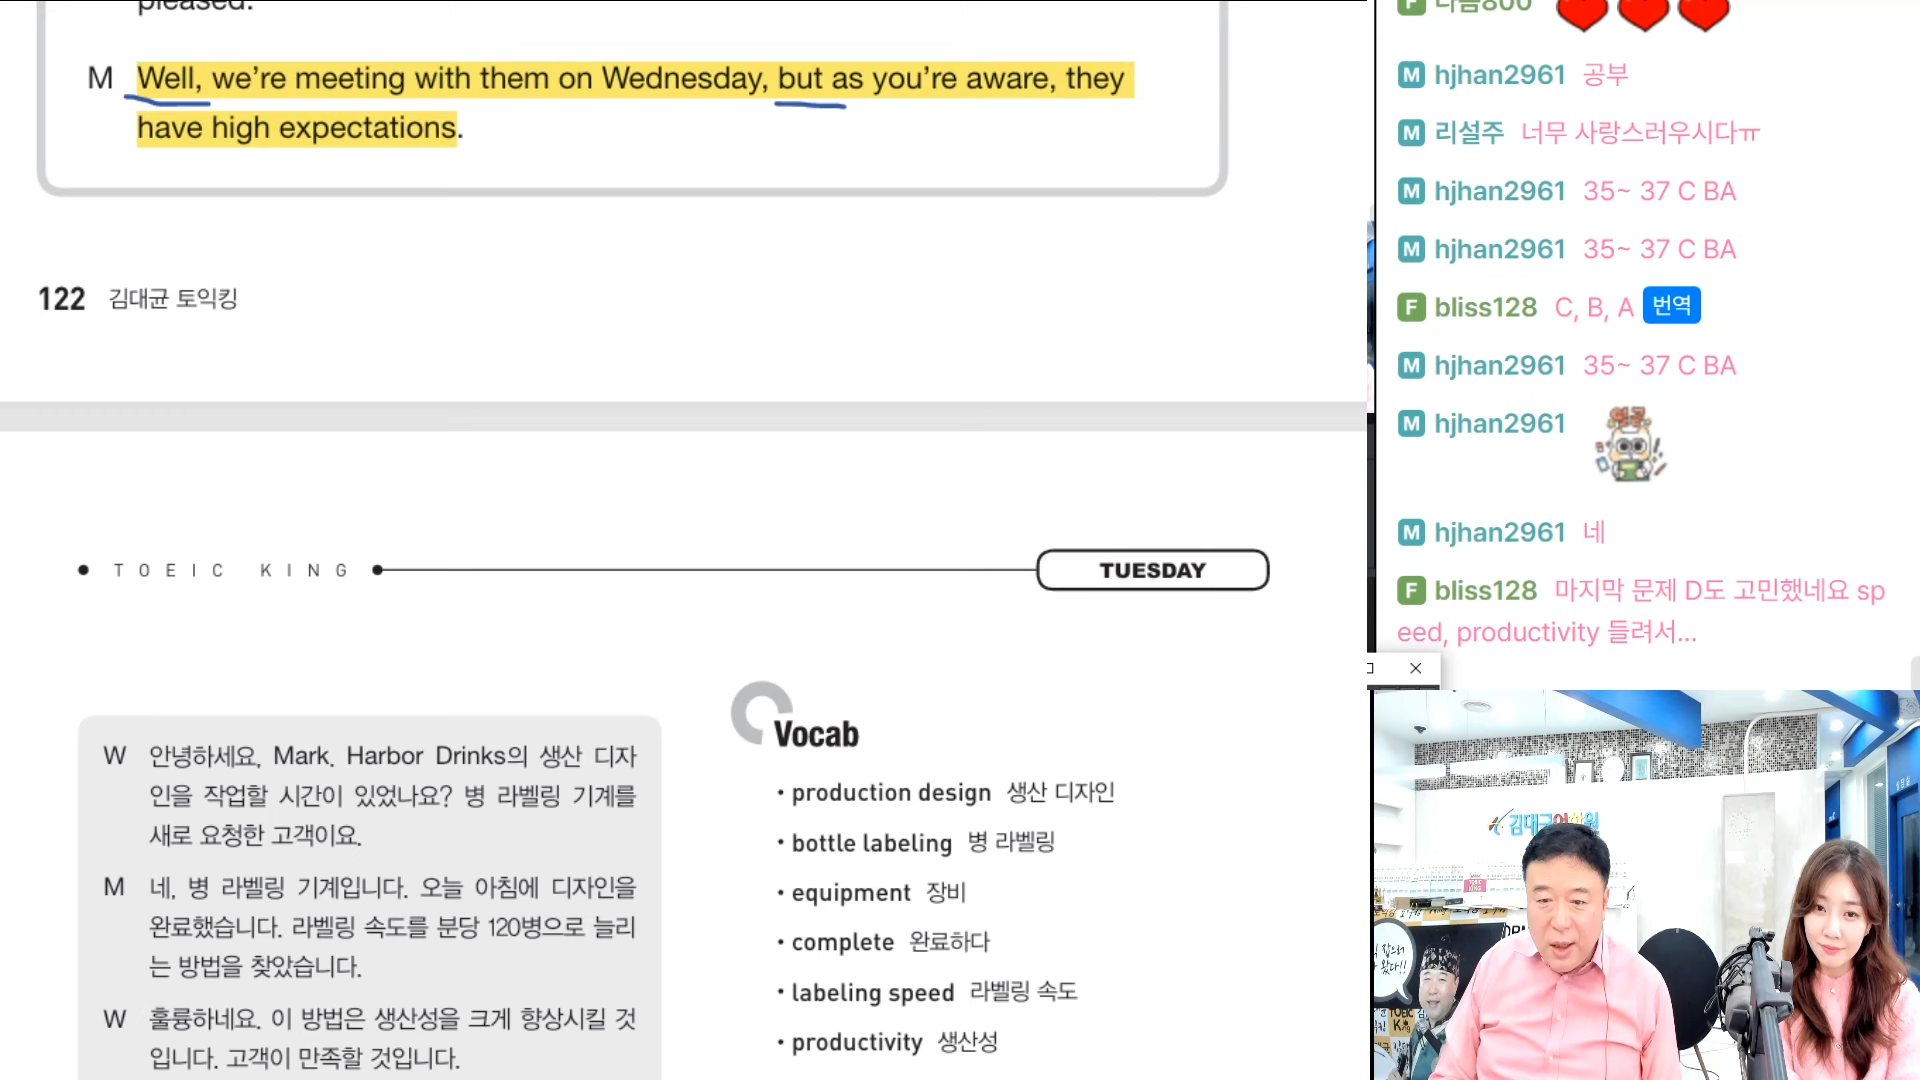 pleased.
M Well, we're meeting with them on Wednesday, but as you're aware, they
have high expectations.
122 김대균 토익킹
TOEIC KING
TUESDAY
W 안녕하세요, Mark. Harbor Drinks의 생산 디자
인을 작업할 시간이 있었나요? 병 라벨링 기계를
새로 요청한 고객이요.
M 네, 병 라벨링 기계입니다. 오늘 아침에 디자인을
완료했습니다. 라벨링 속도를 분당 120병으로 늘리
는 방법을 찾았습니다.
W 훌륭하네요. 이 방법은 생산성을 크게 향상시킬 것
입니다. 고객이 만족할 것입니다.
Vocab
• production design 생산 디자인
• bottle labeling 병 라벨링
• equipment 장비
• complete 완료하다
• labeling speed 라벨링 속도
• productivity 생산성
M hjhan2961 공부
M 리설주 너무 사랑스러우시다ㅠ
M hjhan2961 35~ 37 C BA
M hjhan2961 35~ 37 C BA
F bliss128 C, B, A 번역
M hjhan2961 35~ 37 C BA
M hjhan2961
M hjhan2961 네
F bliss128 마지막 문제 D도 고민했네요 sp
eed, productivity 들려서...